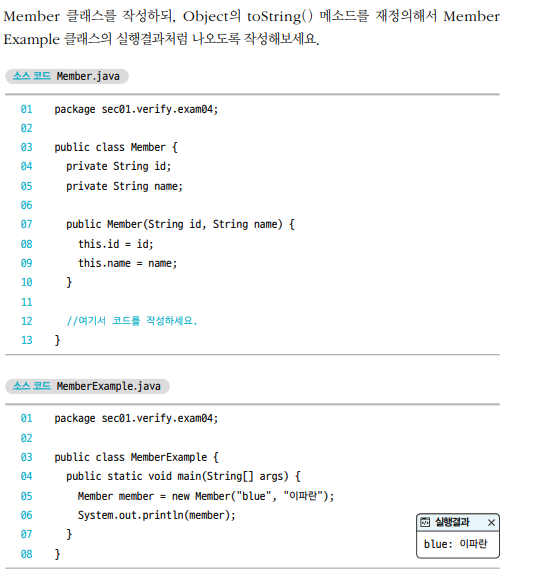 Member 클래스를 작성하되, Object의 toString() 메소드를 재정의해서 Member
Example 클래스의 실행결과처럼 나오도록 작성해보세요.
소스 코드 Member.java
01 package sec01.verify.exam04;
02
03 public class Member {
04 private String id;
05 private String name;
06
07 public Member(String id, String name) {
08 this.id = id;
09 this.name = name;
10 }
11
12 //여기서 코드를 작성하세요.
13 }
소스 코드 MemberExample.java
01 package sec01.verify.exam04;
02
03 public class MemberExample {
04 public static void main(String[] args) {
05 Member member = new Member("blue", "이파란");
06 System.out.println(member);
07 }
08 }
실행결과 ×
blue: 이파란